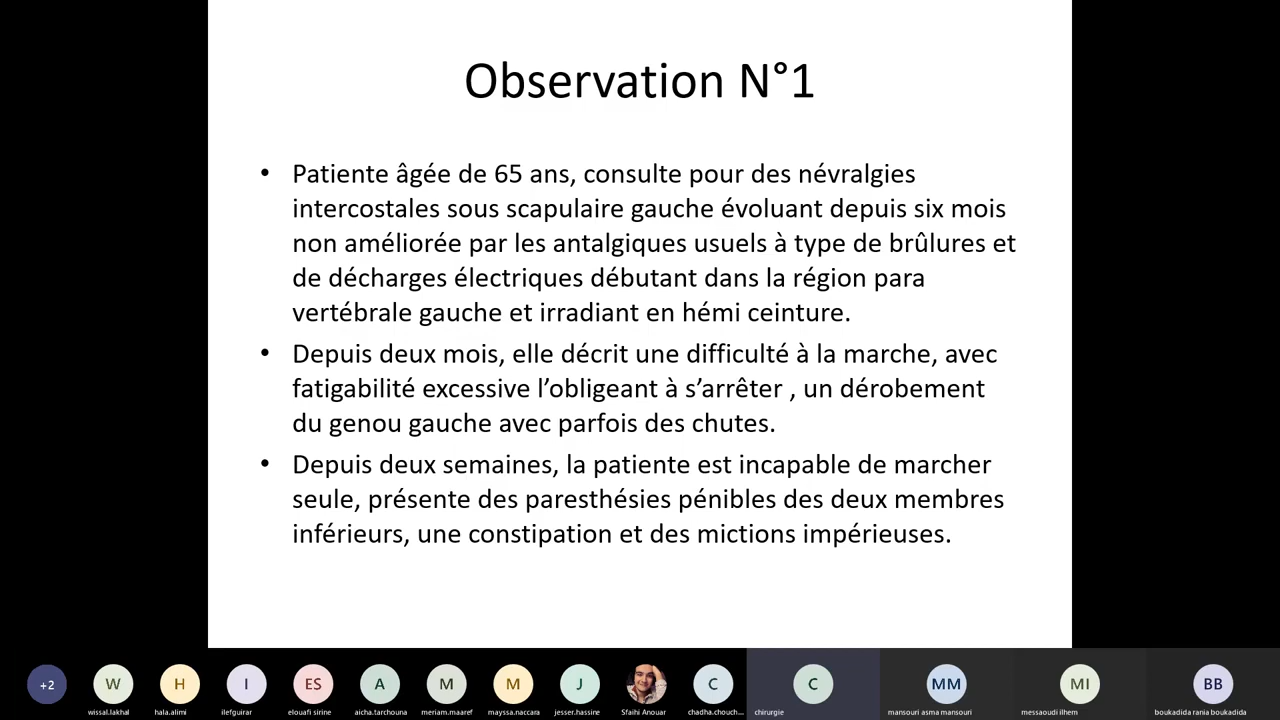 Observation N°1
• Patiente âgée de 65 ans, consulte pour des névralgies
intercostales sous scapulaire gauche évoluant depuis six mois
non améliorée par les antalgiques usuels à type de brûlures et
de décharges électriques débutant dans la région para
vertébrale gauche et irradiant en hémi ceinture.
• Depuis deux mois, elle décrit une difficulté à la marche, avec
fatigabilité excessive l’obligeant à s’arrêter , un dérobement
du genou gauche avec parfois des chutes.
• Depuis deux semaines, la patiente est incapable de marcher
seule, présente des paresthésies pénibles des deux membres
inférieurs, une constipation et des mictions impérieuses.
+2 W H I ES A M M J C C MM MI BB
wissal.lakhal hala.alimi ilefguirar elouafi sirine aicha.tarchouna meriam.maaref mayssa.naccara jesser.hassine Sfaihi Anouar chadha.chouch... chirurgie mansouri asma mansouri messaoudi ilhem boukadida rania boukadida